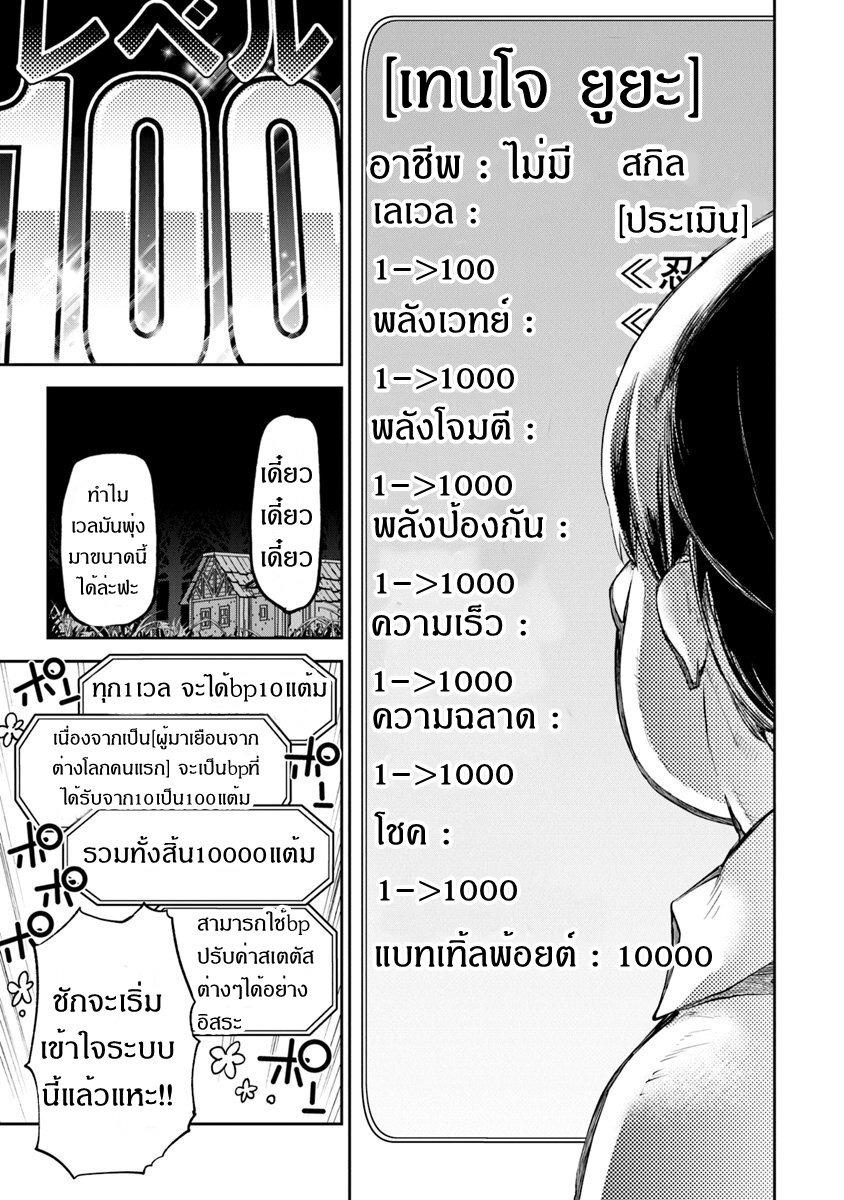 [เทนโจ ยูยะ]
อาชีพ : ไม่มี
เลเวล :
1->100
พลังเวทย์ :
1->1000
พลังโจมตี :
1->1000
พลังป้องกัน :
1->1000
ความเร็ว :
1->1000
ความฉลาด :
1->1000
โชค :
1->1000
แบทเทิ้ลพ้อยต์ : 10000
สกิล
[ประเมิน]
≪忍
≪
レベル
100
เดี๋ยว
เดี๋ยว
เดี๋ยว
ทำไม
เวลมันพุ่ง
มาขนาดนี้
ได้ล่ะฟะ
ポーン
ทุก1เวล จะได้bp10แต้ม
เนื่องจากเป็น[ผู้มาเยือนจาก
ต่างโลกคนแรก] จะเป็นbpที่
ได้รับจาก10เป็น100แต้ม
ポーン
ポーン
รวมทั้งสิ้น10000แต้ม
สามารถใช้bp
ปรับค่าสเตตัส
ต่างๆได้อย่าง
อิสระ
ポーン
ชักจะเริ่ม
เข้าใจระบบ
นี้แล้วแหะ!!